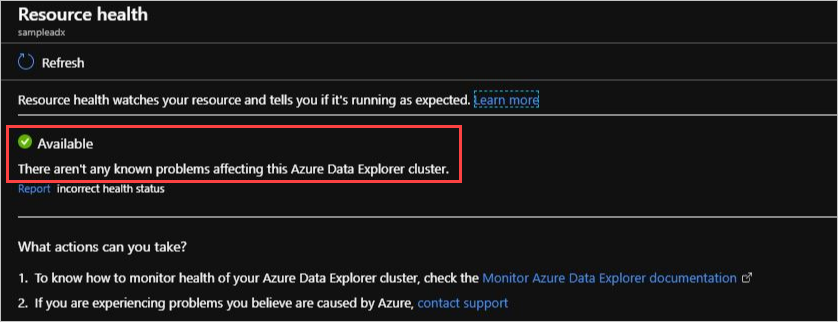 Resource health
sampleadx
Refresh
Resource health watches your resource and tells you if it's running as expected. Learn more
Available
There aren't any known problems affecting this Azure Data Explorer cluster.
Report incorrect health status
What actions can you take?
1. To know how to monitor health of your Azure Data Explorer cluster, check the Monitor Azure Data Explorer documentation
2. If you are experiencing problems you believe are caused by Azure, contact support